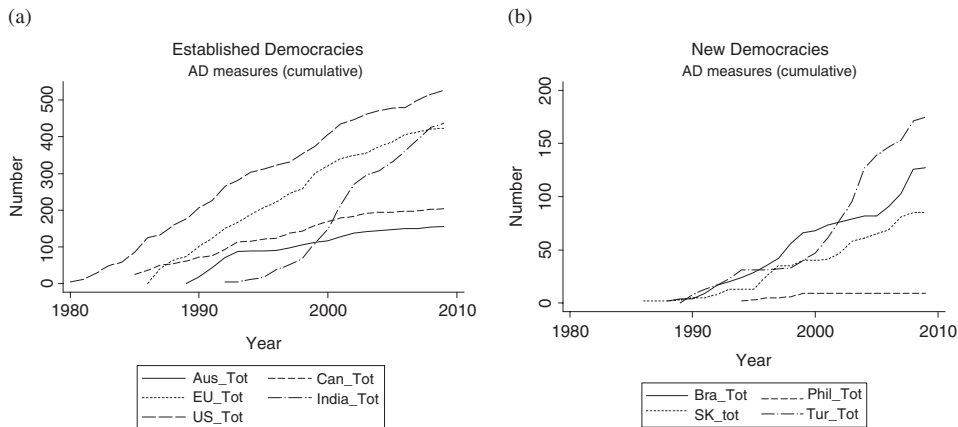 (a)
Established Democracies
AD measures (cumulative)
Number
500
400
300
200
100
0
1980
1990
2000
2010
Year
Aus_Tot
Can_Tot
EU_Tot
India_Tot
US_Tot
(b)
New Democracies
AD measures (cumulative)
Number
200
150
100
50
0
1980
1990
2000
2010
Year
Bra_Tot
Phil_Tot
SK_tot
Tur_Tot